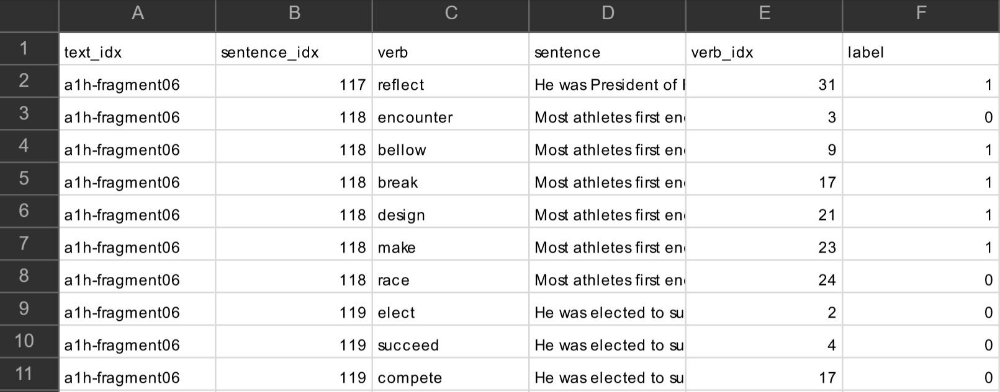 A B C D E F
1 text_idx sentence_idx verb sentence verb_idx label
2 a1h-fragment06 117 reflect He was President of 31 1
3 a1h-fragment06 118 encounter Most athletes first en 3 0
4 a1h-fragment06 118 bellow Most athletes first en 9 1
5 a1h-fragment06 118 break Most athletes first en 17 1
6 a1h-fragment06 118 design Most athletes first en 21 1
7 a1h-fragment06 118 make Most athletes first en 23 1
8 a1h-fragment06 118 race Most athletes first en 24 0
9 a1h-fragment06 119 elect He was elected to su 2 0
10 a1h-fragment06 119 succeed He was elected to su 4 0
11 a1h-fragment06 119 compete He was elected to su 17 0